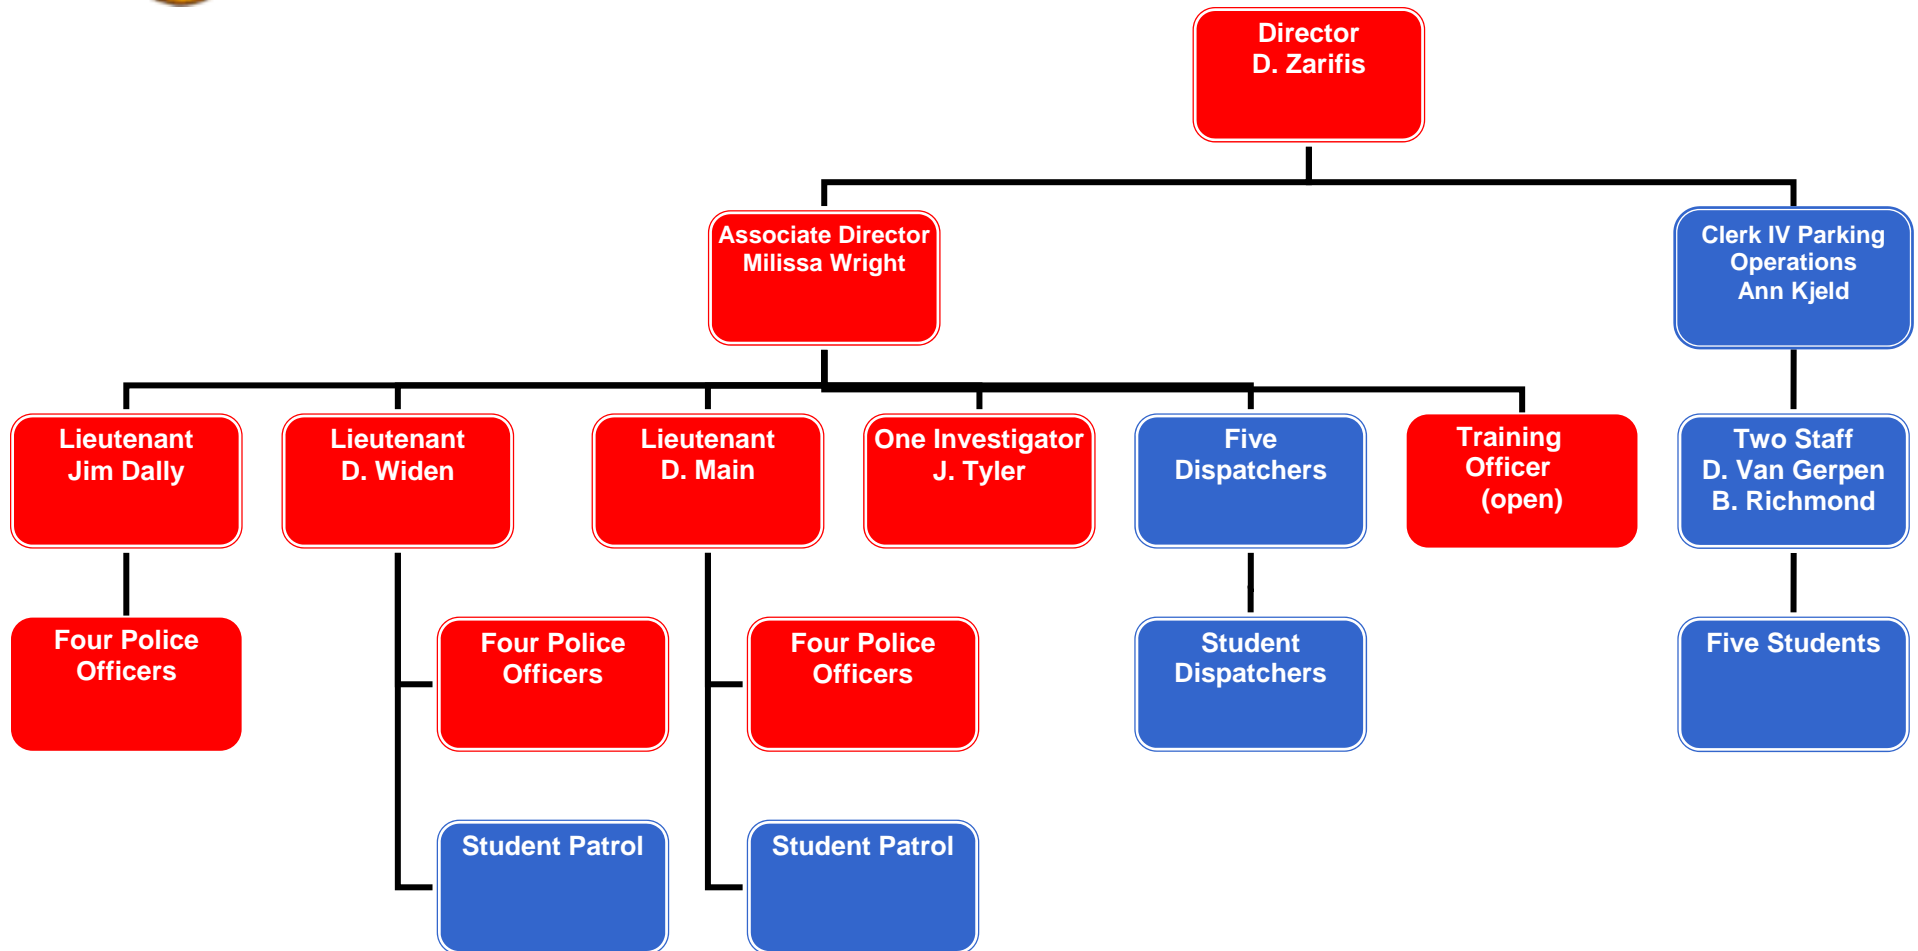 Director
D. Zarifis
Associate Director
Milissa Wright
Clerk IV Parking
Operations
Ann Kjeld
Lieutenant
Jim Dally
Lieutenant
D. Widen
Lieutenant
D. Main
One Investigator
J. Tyler
Five
Dispatchers
Training
Officer
(open)
Two Staff
D. Van Gerpen
B. Richmond
Four Police
Officers
Four Police
Officers
Four Police
Officers
Student
Dispatchers
Five Students
Student Patrol
Student Patrol